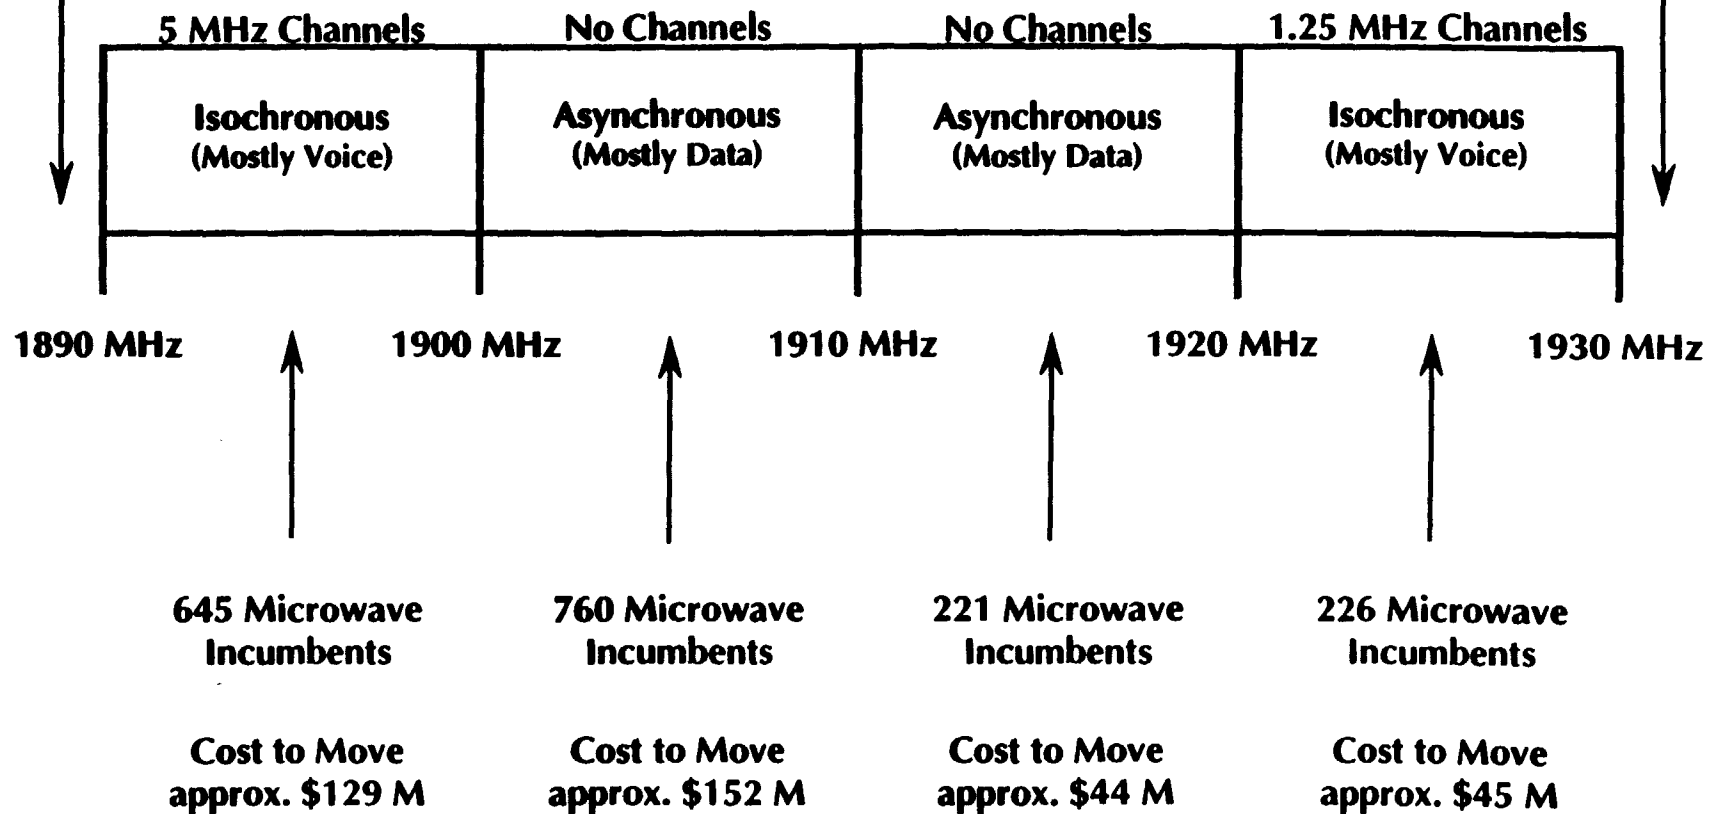 5 MHz Channels
No Channels
No Channels
1.25 MHz Channels
Isochronous
(Mostly Voice)
Asynchronous
(Mostly Data)
Asynchronous
(Mostly Data)
Isochronous
(Mostly Voice)
1890 MHz
1900 MHz
1910 MHz
1920 MHz
1930 MHz
645 Microwave
Incumbents
760 Microwave
Incumbents
221 Microwave
Incumbents
226 Microwave
Incumbents
Cost to Move
approx. $129 M
Cost to Move
approx. $152 M
Cost to Move
approx. $44 M
Cost to Move
approx. $45 M